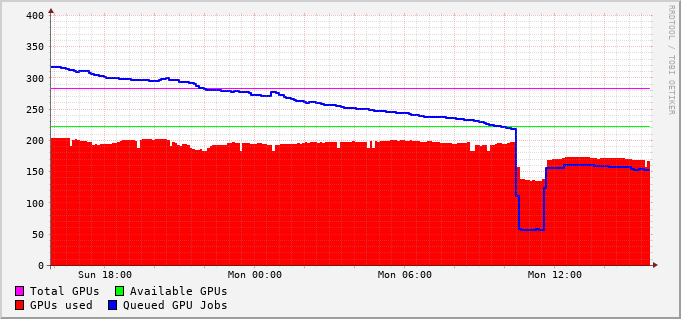 400
350
300
250
200
150
100
50
0
Sun 18:00 Mon 00:00 Mon 06:00 Mon 12:00
Total GPUs Available GPUs
GPUs used Queued GPU Jobs
RRDTOOL / TOBI OETIKER